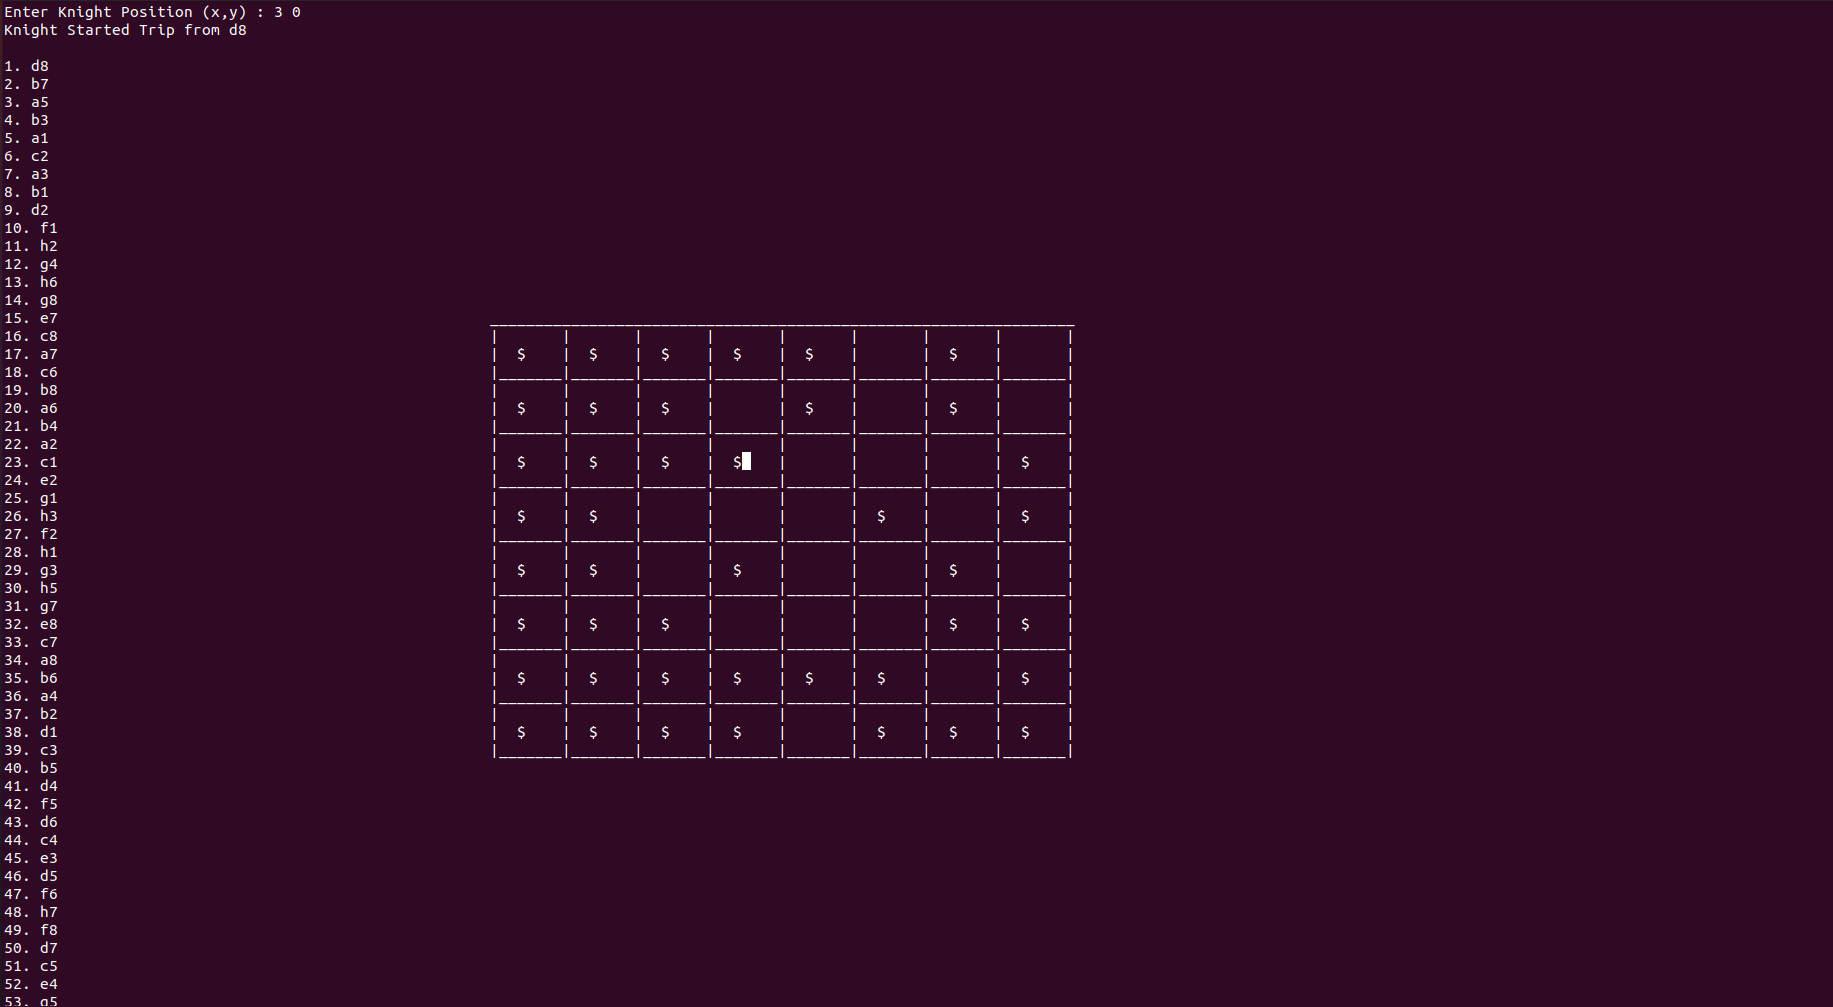 Enter Knight Position (x,y) : 3 0
Knight Started Trip from d8
1. d8
2. b7
3. a5
4. b3
5. a1
6. c2
7. a3
8. b1
9. d2
10. f1
11. h2
12. g4
13. h6
14. g8
15. e7
16. c8
17. a7
18. c6
19. b8
20. a6
21. b4
22. a2
23. c1
24. e2
25. g1
26. h3
27. f2
28. h1
29. g3
30. h5
31. g7
32. e8
33. c7
34. a8
35. b6
36. a4
37. b2
38. d1
39. c3
40. b5
41. d4
42. f5
43. d6
44. c4
45. e3
46. d5
47. f6
48. h7
49. f8
50. d7
51. c5
52. e4
53. g5
$ $ $ $ $ $
$ $ $ $ $
$ $ $ $ $
$ $ $ $
$ $ $ $
$ $ $ $ $
$ $ $ $ $ $ $
$ $ $ $ $ $ $